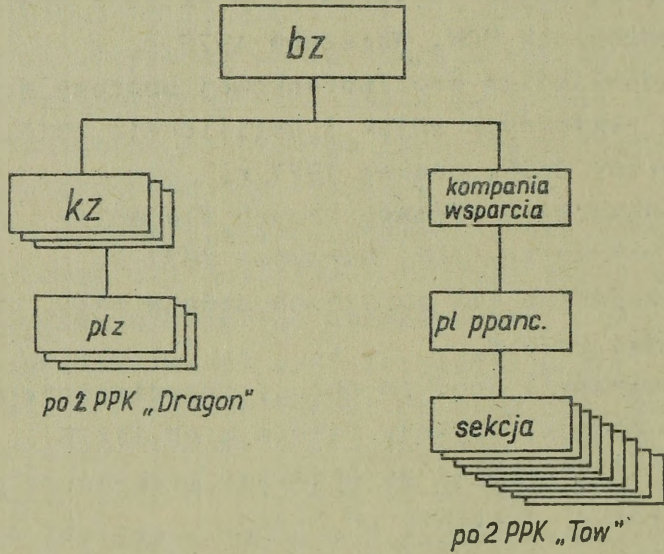 bz
kz
kompania
wsparcia
plz
pl ppanc.
po 2 PPK „Dragon"
sekcja
po 2 PPK „Tow"